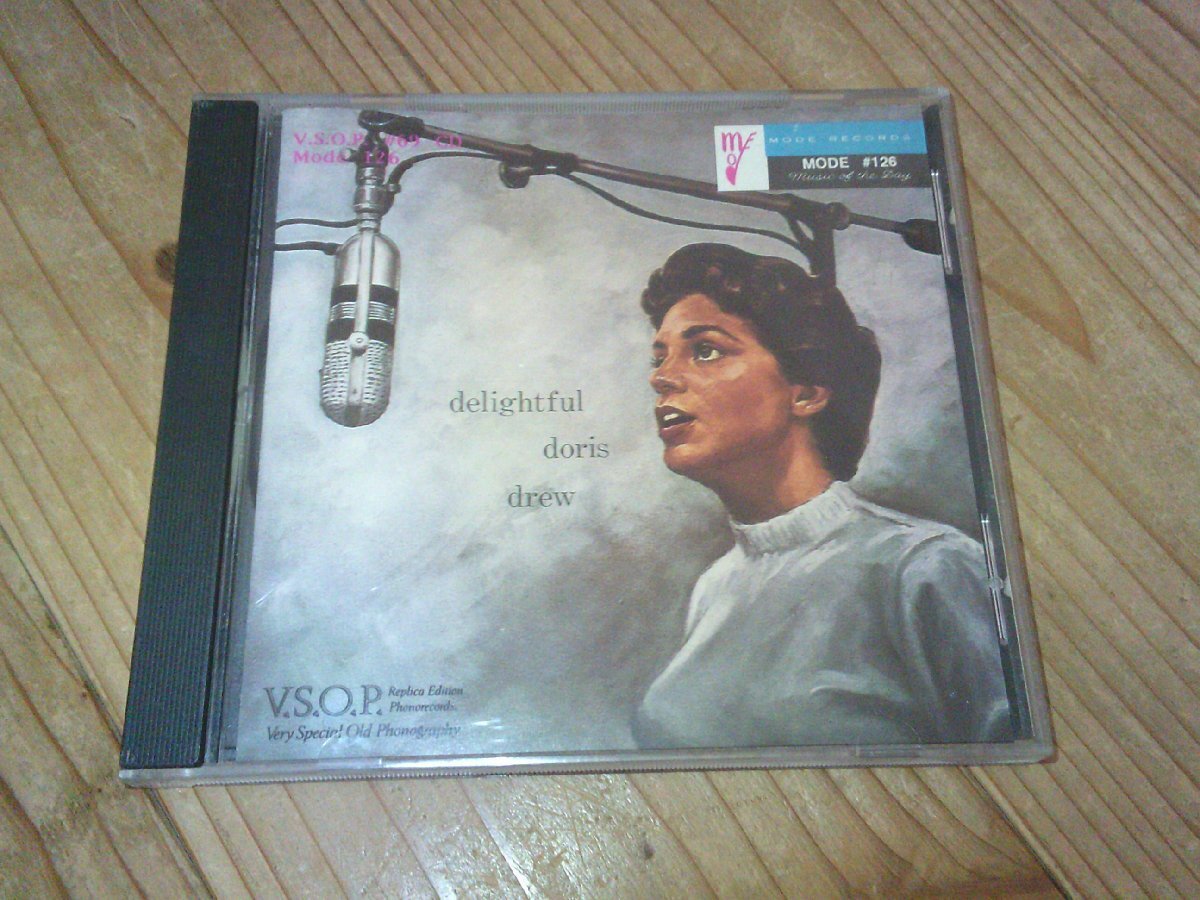 V.S.O.P. #69 CD
Mode 126
mode
MODE RECORDS
MODE #126
Music of the Day
delightful
doris
drew
V.S.O.P. Replica Edition
Phonorecords.
Very Special Old Phonography